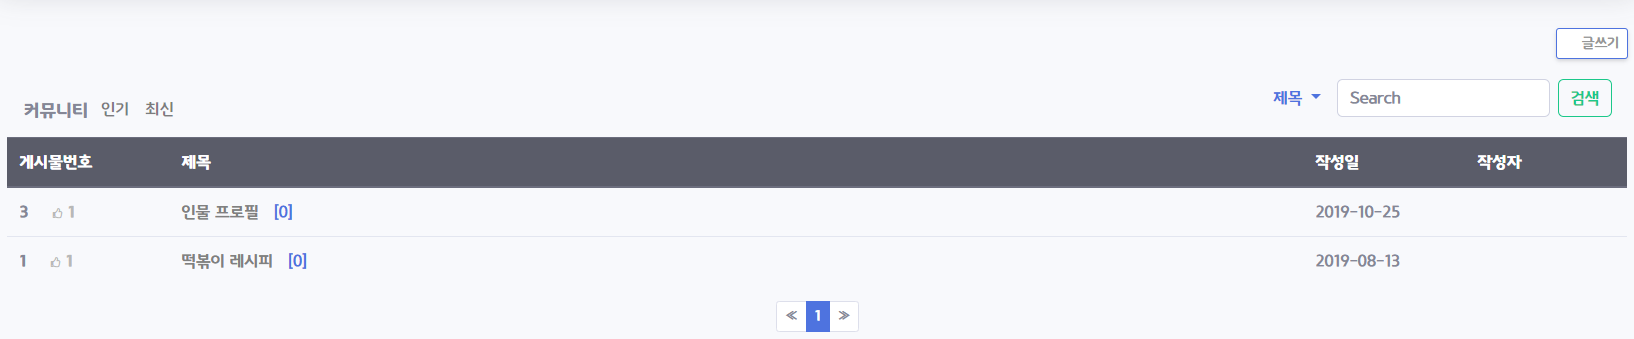 글쓰기
커뮤니티 인기 최신 제목 Search 검색
게시물번호 제목 작성일 작성자
3 1 인물 프로필 [0] 2019-10-25
1 1 떡볶이 레시피 [0] 2019-08-13
≪ 1 ≫